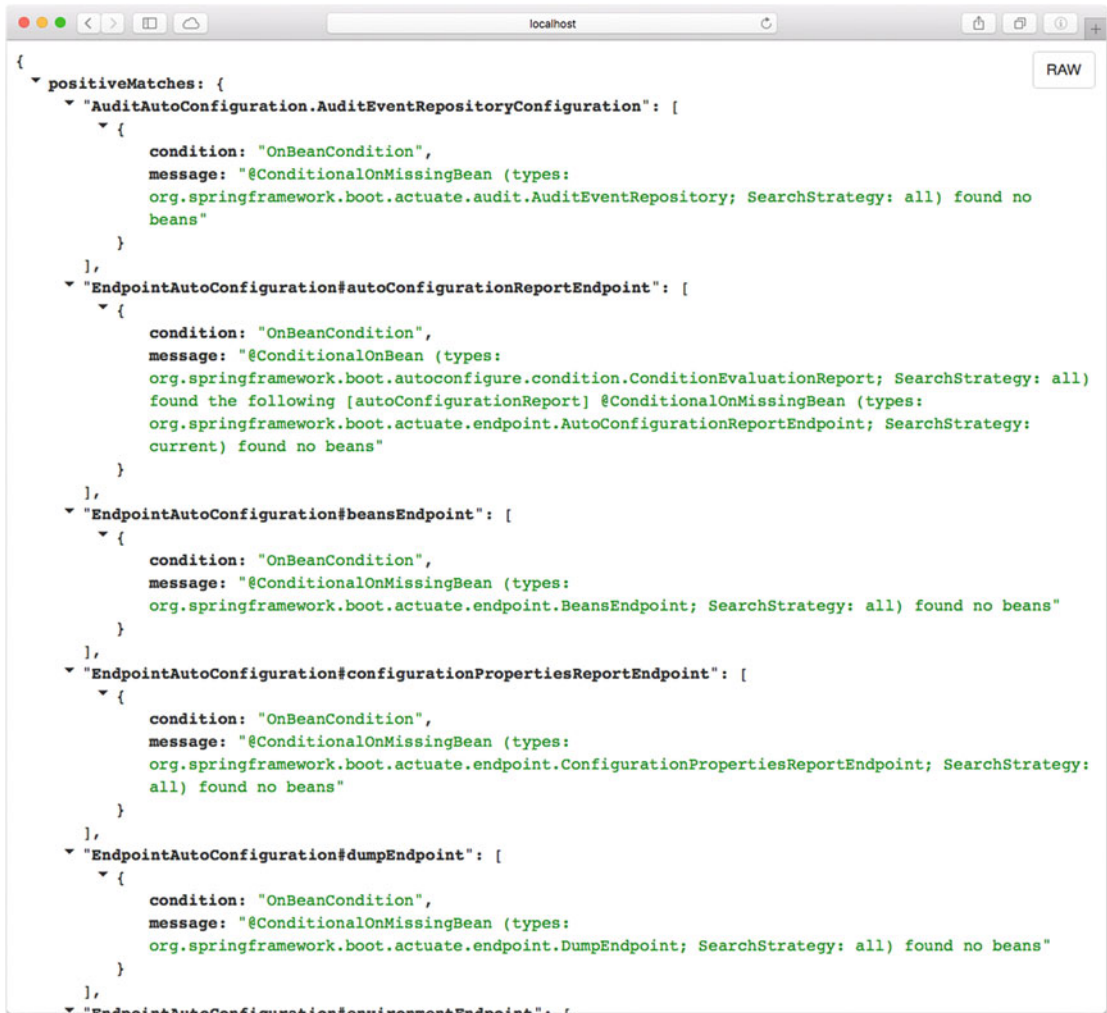 localhost
RAW
{
positiveMatches: {
"AuditAutoConfiguration.AuditEventRepositoryConfiguration": [
{
condition: "OnBeanCondition",
message: "@ConditionalOnMissingBean (types:
org.springframework.boot.actuate.audit.AuditEventRepository; SearchStrategy: all) found no
beans"
}
],
"EndpointAutoConfiguration#autoConfigurationReportEndpoint": [
{
condition: "OnBeanCondition",
message: "@ConditionalOnBean (types:
org.springframework.boot.autoconfigure.condition.ConditionEvaluationReport; SearchStrategy: all)
found the following [autoConfigurationReport] @ConditionalOnMissingBean (types:
org.springframework.boot.actuate.endpoint.AutoConfigurationReportEndpoint; SearchStrategy:
current) found no beans"
}
],
"EndpointAutoConfiguration#beansEndpoint": [
{
condition: "OnBeanCondition",
message: "@ConditionalOnMissingBean (types:
org.springframework.boot.actuate.endpoint.BeansEndpoint; SearchStrategy: all) found no beans"
}
],
"EndpointAutoConfiguration#configurationPropertiesReportEndpoint": [
{
condition: "OnBeanCondition",
message: "@ConditionalOnMissingBean (types:
org.springframework.boot.actuate.endpoint.ConfigurationPropertiesReportEndpoint; SearchStrategy:
all) found no beans"
}
],
"EndpointAutoConfiguration#dumpEndpoint": [
{
condition: "OnBeanCondition",
message: "@ConditionalOnMissingBean (types:
org.springframework.boot.actuate.endpoint.DumpEndpoint; SearchStrategy: all) found no beans"
}
],
"EndpointAutoConfiguration#environmentEndpoint": [